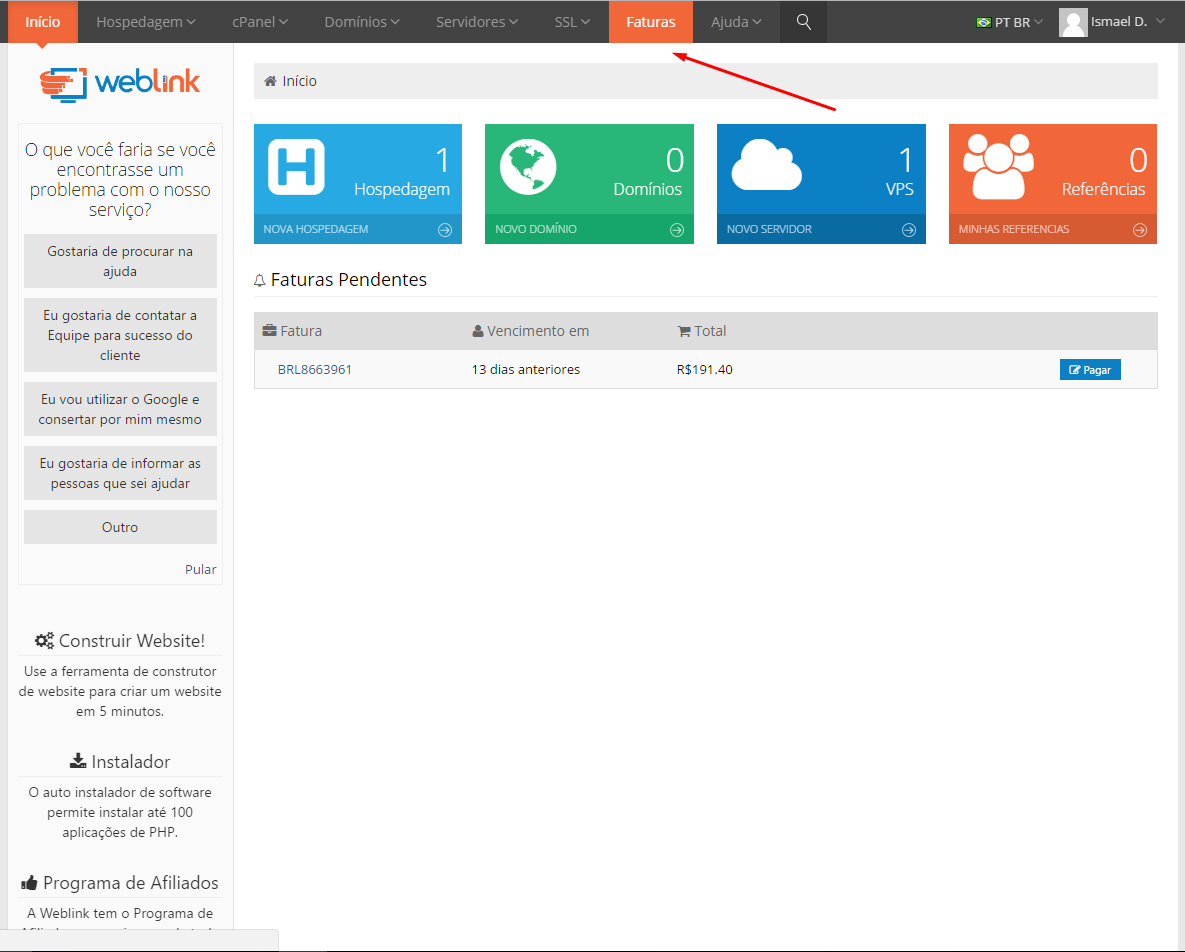 Início Hospedagem cPanel Domínios Servidores SSL Faturas Ajuda PT BR Ismael D.
weblink
O que você faria se você
encontrasse um
problema com o nosso
serviço?
Gostaria de procurar na
ajuda
Eu gostaria de contatar a
Equipe para sucesso do
cliente
Eu vou utilizar o Google e
consertar por mim mesmo
Eu gostaria de informar as
pessoas que sei ajudar
Outro
Pular
Construir Website!
Use a ferramenta de construtor
de website para criar um website
em 5 minutos.
Instalador
O auto instalador de software
permite instalar até 100
aplicações de PHP.
Programa de Afiliados
A Weblink tem o Programa de
Início
H
1
Hospedagem
NOVA HOSPEDAGEM
0
Domínios
NOVO DOMÍNIO
1
VPS
NOVO SERVIDOR
0
Referências
MINHAS REFERENCIAS
Faturas Pendentes
Fatura Vencimento em Total
BRL8663961 13 dias anteriores R$191.40 Pagar